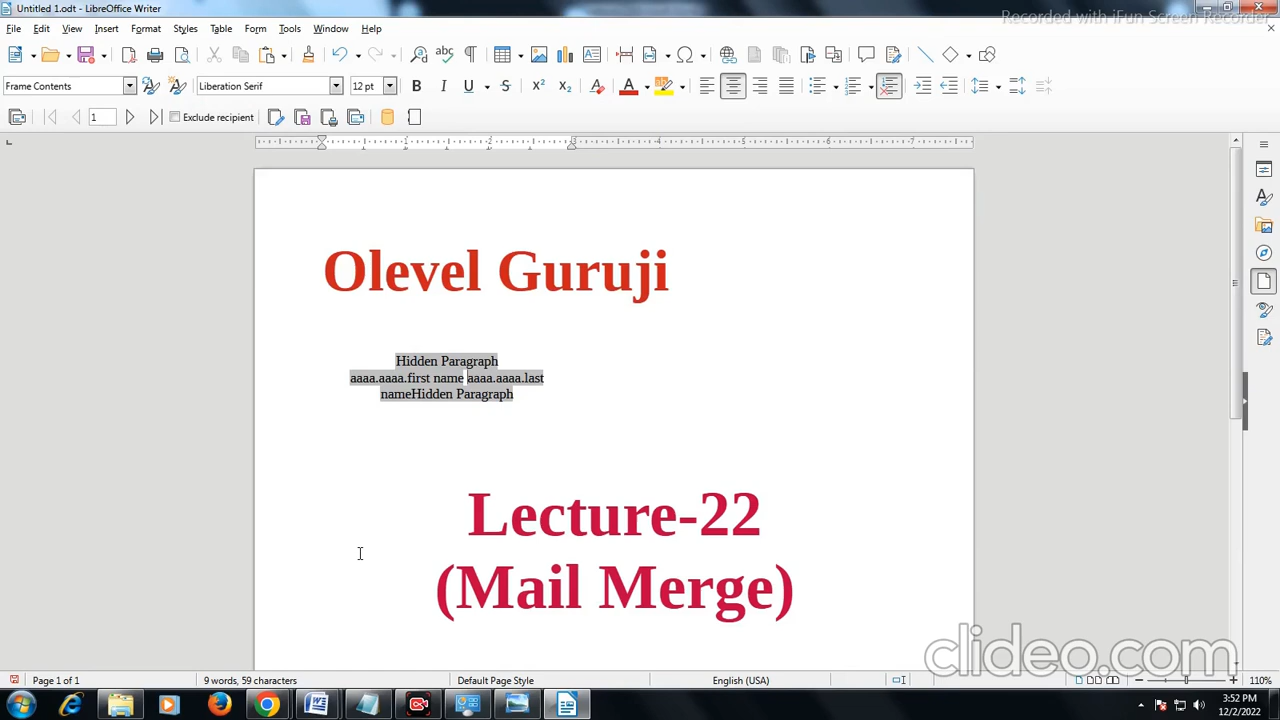 Untitled 1.odt - LibreOffice Writer
Recorded with iFun Screen Recorder
File Edit View Insert Format Styles Table Form Tools Window Help
Frame Contents Liberation Serif 12 pt
1 Exclude recipient
Olevel Guruji
Hidden Paragraph
aaaa.aaaa.first name aaaa.aaaa.last
nameHidden Paragraph
Lecture-22
(Mail Merge)
clideo.com
Page 1 of 1 9 words, 59 characters Default Page Style English (USA) 110%
3:52 PM
12/2/2022